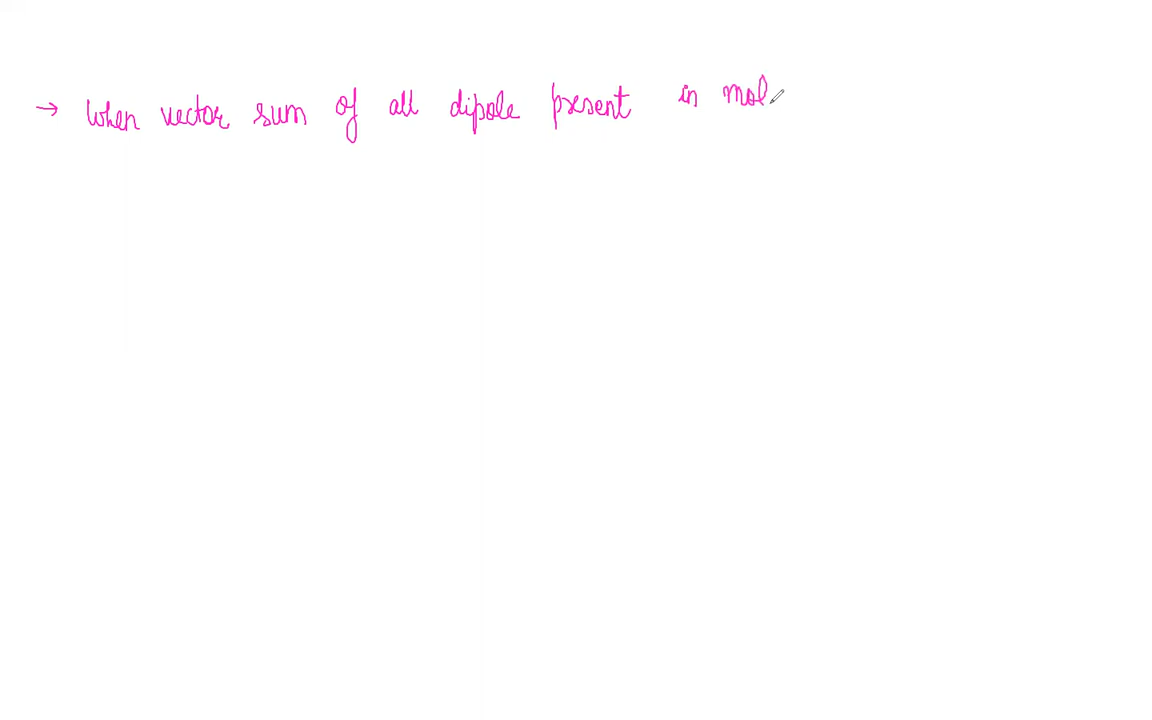 → When vector sum of all dipole present in mol